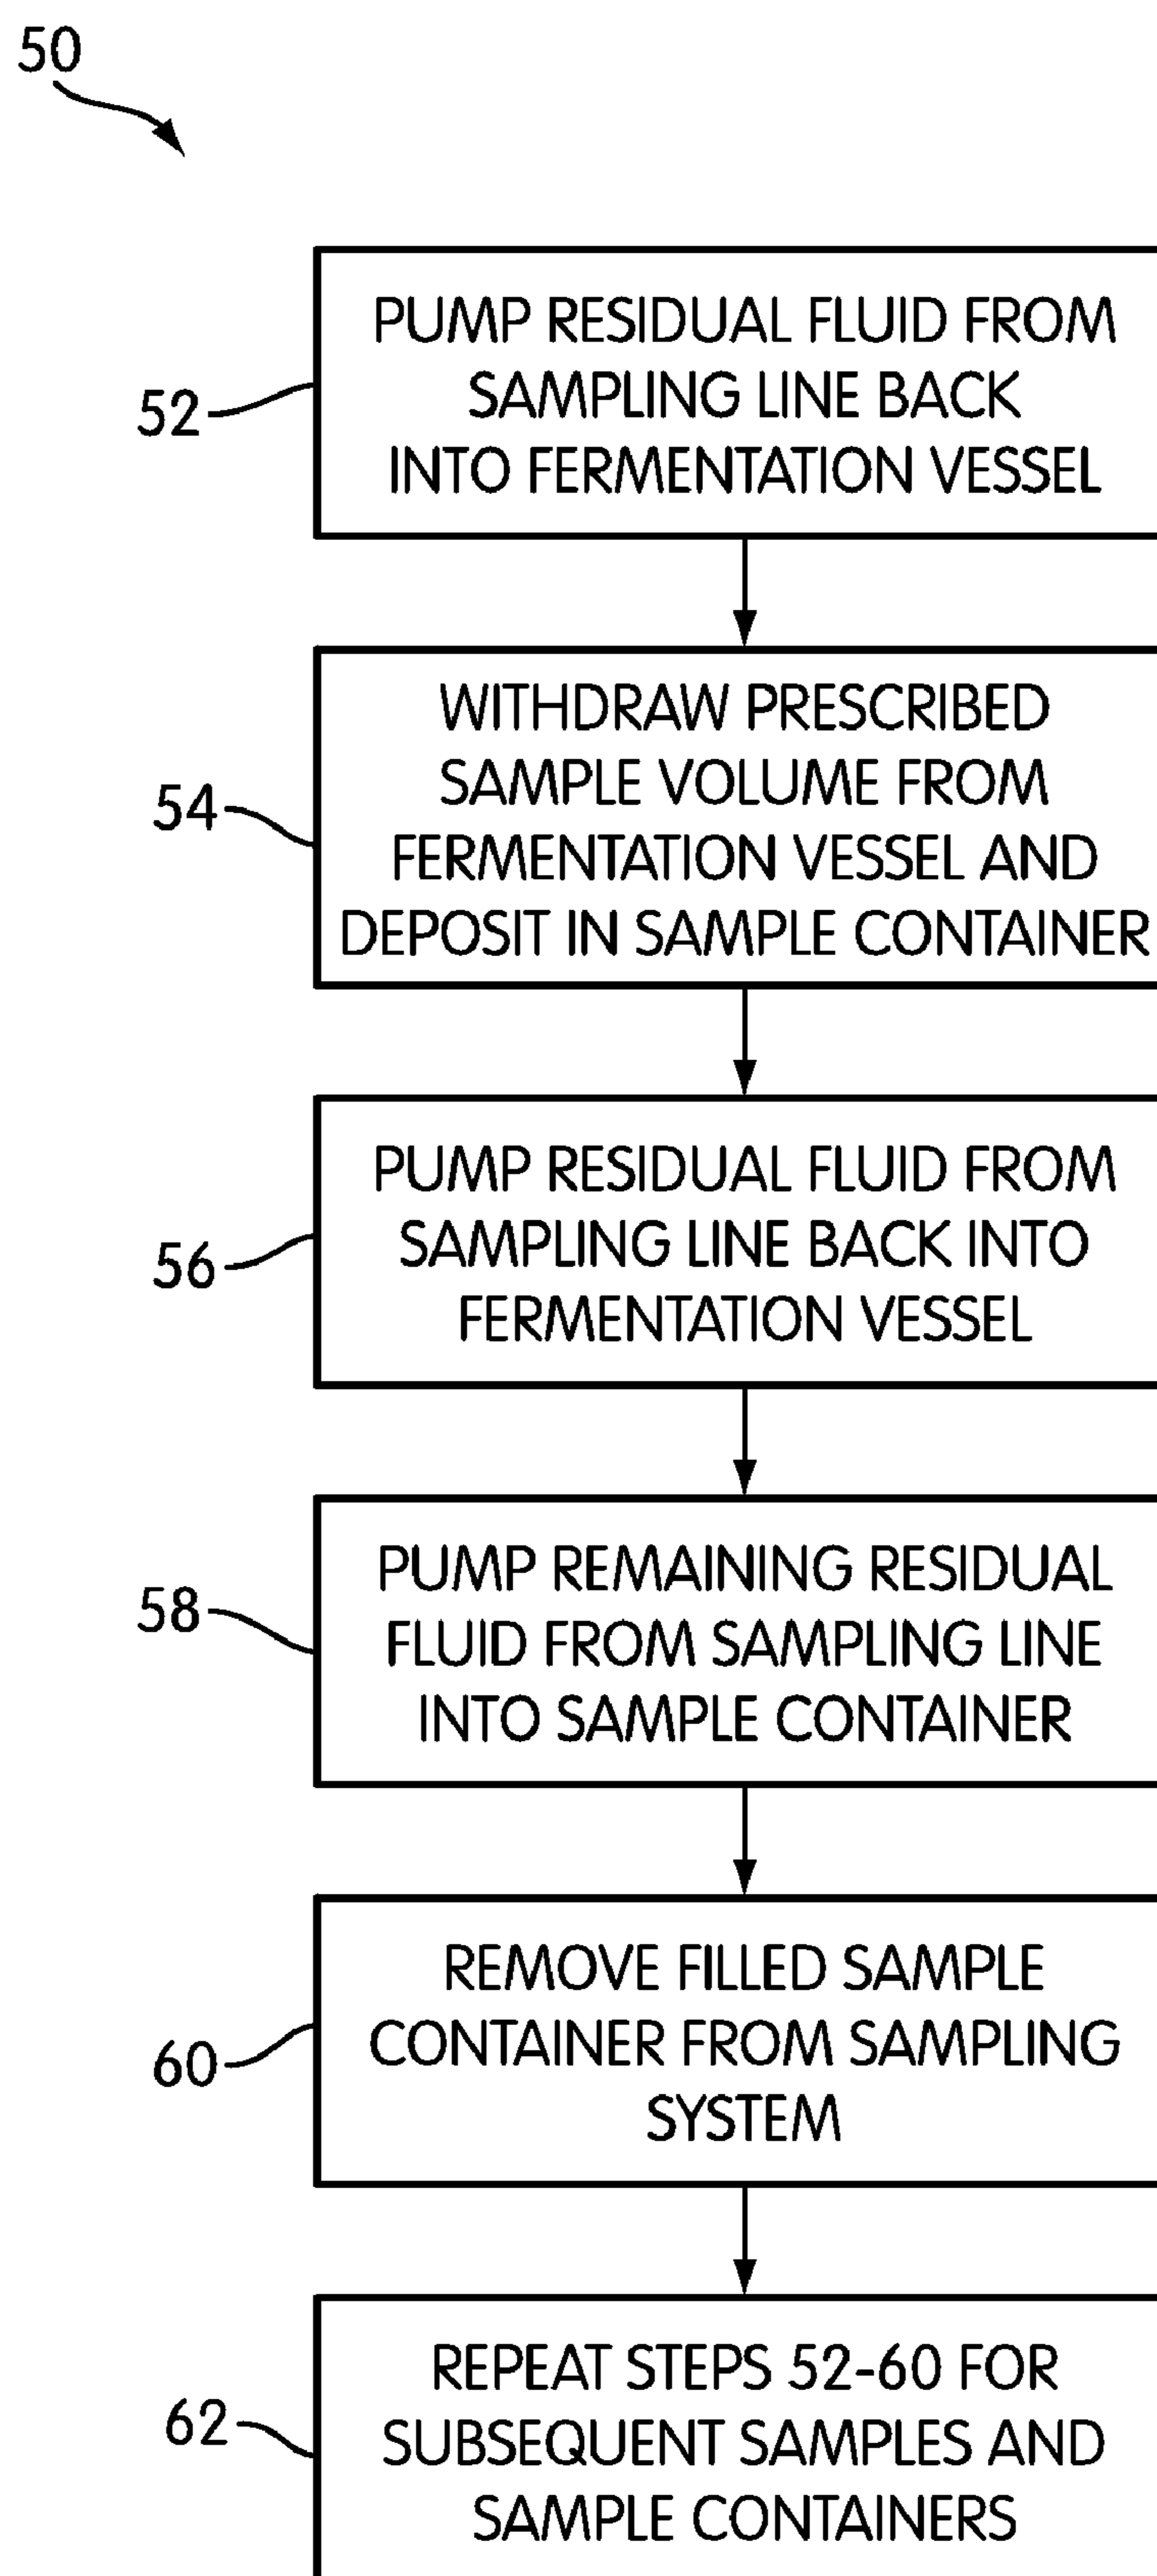 50
PUMP RESIDUAL FLUID FROM
SAMPLING LINE BACK
INTO FERMENTATION VESSEL
52
WITHDRAW PRESCRIBED
SAMPLE VOLUME FROM
FERMENTATION VESSEL AND
DEPOSIT IN SAMPLE CONTAINER
54
PUMP RESIDUAL FLUID FROM
SAMPLING LINE BACK INTO
FERMENTATION VESSEL
56
PUMP REMAINING RESIDUAL
FLUID FROM SAMPLING LINE
INTO SAMPLE CONTAINER
58
REMOVE FILLED SAMPLE
CONTAINER FROM SAMPLING
SYSTEM
60
REPEAT STEPS 52-60 FOR
SUBSEQUENT SAMPLES AND
SAMPLE CONTAINERS
62